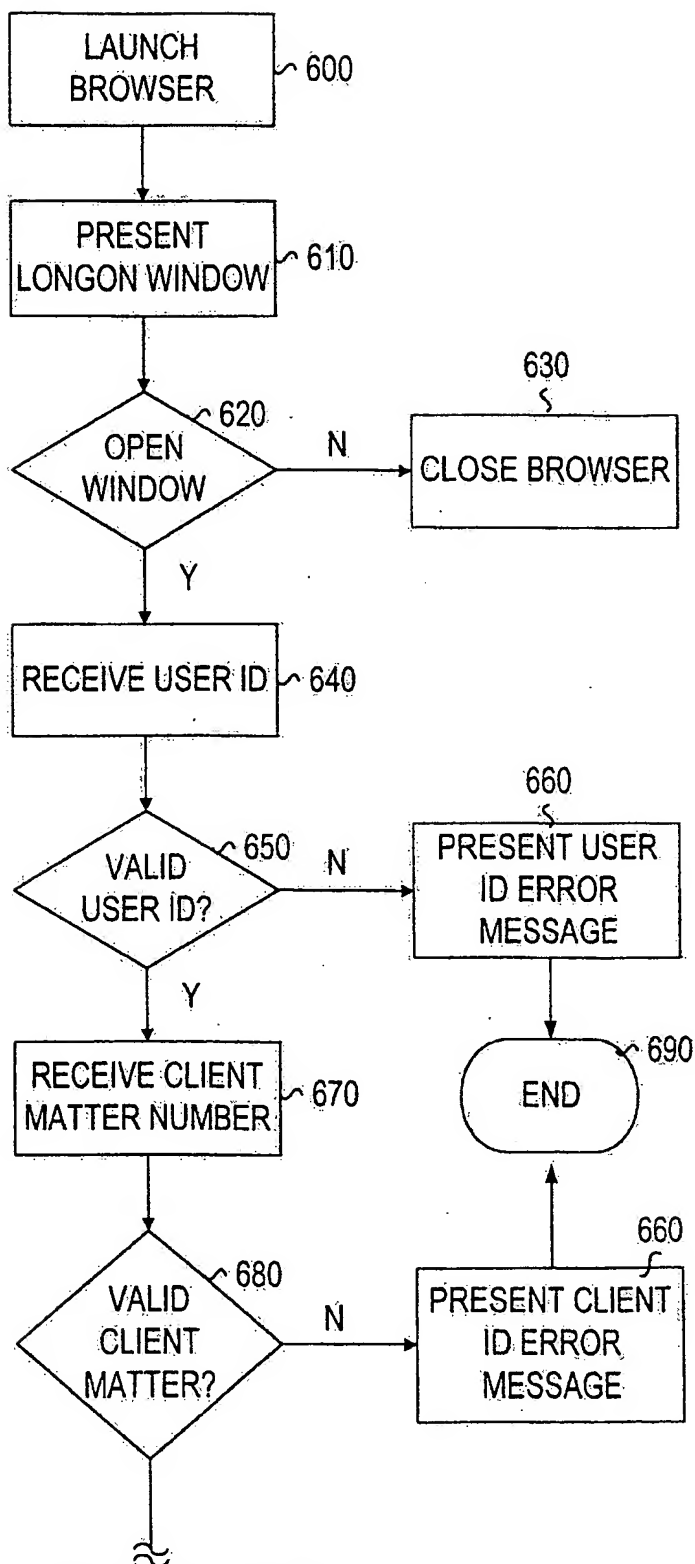 LAUNCH
BROWSER
600
PRESENT
LONGON WINDOW
610
620
OPEN
WINDOW
N
630
CLOSE BROWSER
Y
RECEIVE USER ID
640
650
VALID
USER ID?
N
660
PRESENT USER
ID ERROR
MESSAGE
Y
690
END
RECEIVE CLIENT
MATTER NUMBER
670
680
VALID
CLIENT
MATTER?
N
660
PRESENT CLIENT
ID ERROR
MESSAGE